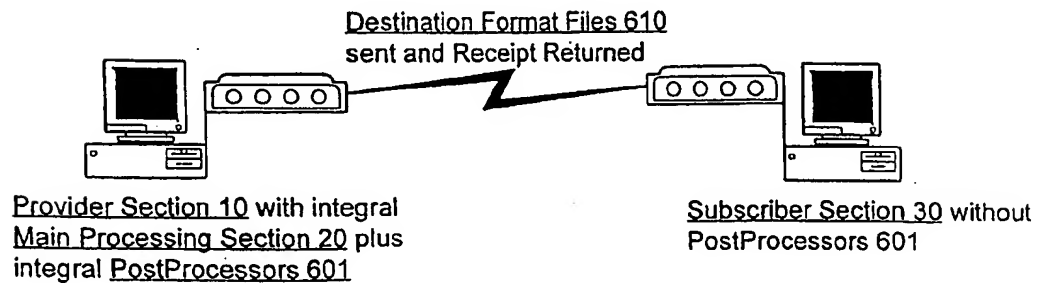 Destination Format Files 610
sent and Receipt Returned
Provider Section 10 with integral
Main Processing Section 20 plus
integral PostProcessors 601
Subscriber Section 30 without
PostProcessors 601